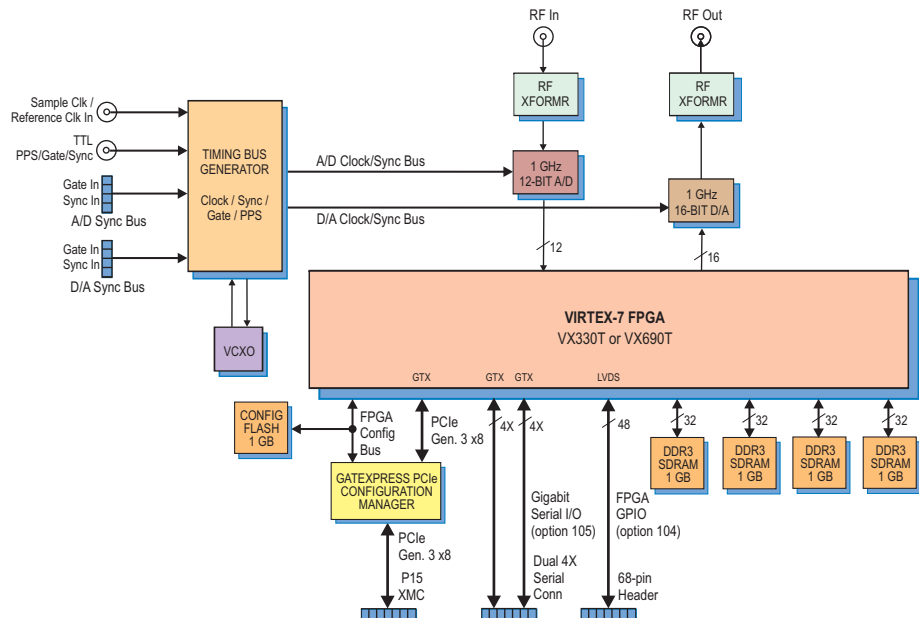 RF In
RF Out
Sample Clk /
Reference Clk In
TTL
PPS/Gate/Sync
Gate In
Sync In
A/D Sync Bus
Gate In
Sync In
D/A Sync Bus
TIMING BUS
GENERATOR
Clock / Sync /
Gate / PPS
VCXO
A/D Clock/Sync Bus
D/A Clock/Sync Bus
RF
XFORMR
RF
XFORMR
1 GHz
12-BIT A/D
1 GHz
16-BIT D/A
12
16
VIRTEX-7 FPGA
VX330T or VX690T
GTX
GTX
GTX
LVDS
CONFIG
FLASH
1 GB
FPGA
Config
Bus
PCIe
Gen. 3 x8
4X
4X
48
32
32
32
32
DDR3
SDRAM
1 GB
DDR3
SDRAM
1 GB
DDR3
SDRAM
1 GB
DDR3
SDRAM
1 GB
GATEXPRESS PCIe
CONFIGURATION
MANAGER
Gigabit
Serial I/O
(option 105)
FPGA
GPIO
(option 104)
PCIe
Gen. 3 x8
P15
XMC
Dual 4X
Serial
Conn
68-pin
Header